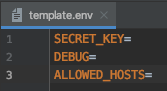 template.env
1 SECRET_KEY=
2 DEBUG=
3 ALLOWED_HOSTS=